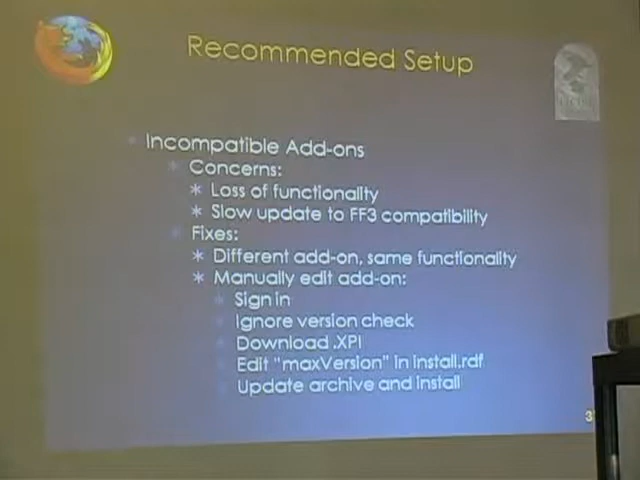 Recommended Setup
Incompatible Add-ons
Concerns:
Loss of functionality
Slow update to FF3 compatibility
Fixes:
Different add-on, same functionality
Manually edit add-on:
Sign in
Ignore version check
Download .XPI
Edit “maxVersion” in install.rdf
Update archive and install